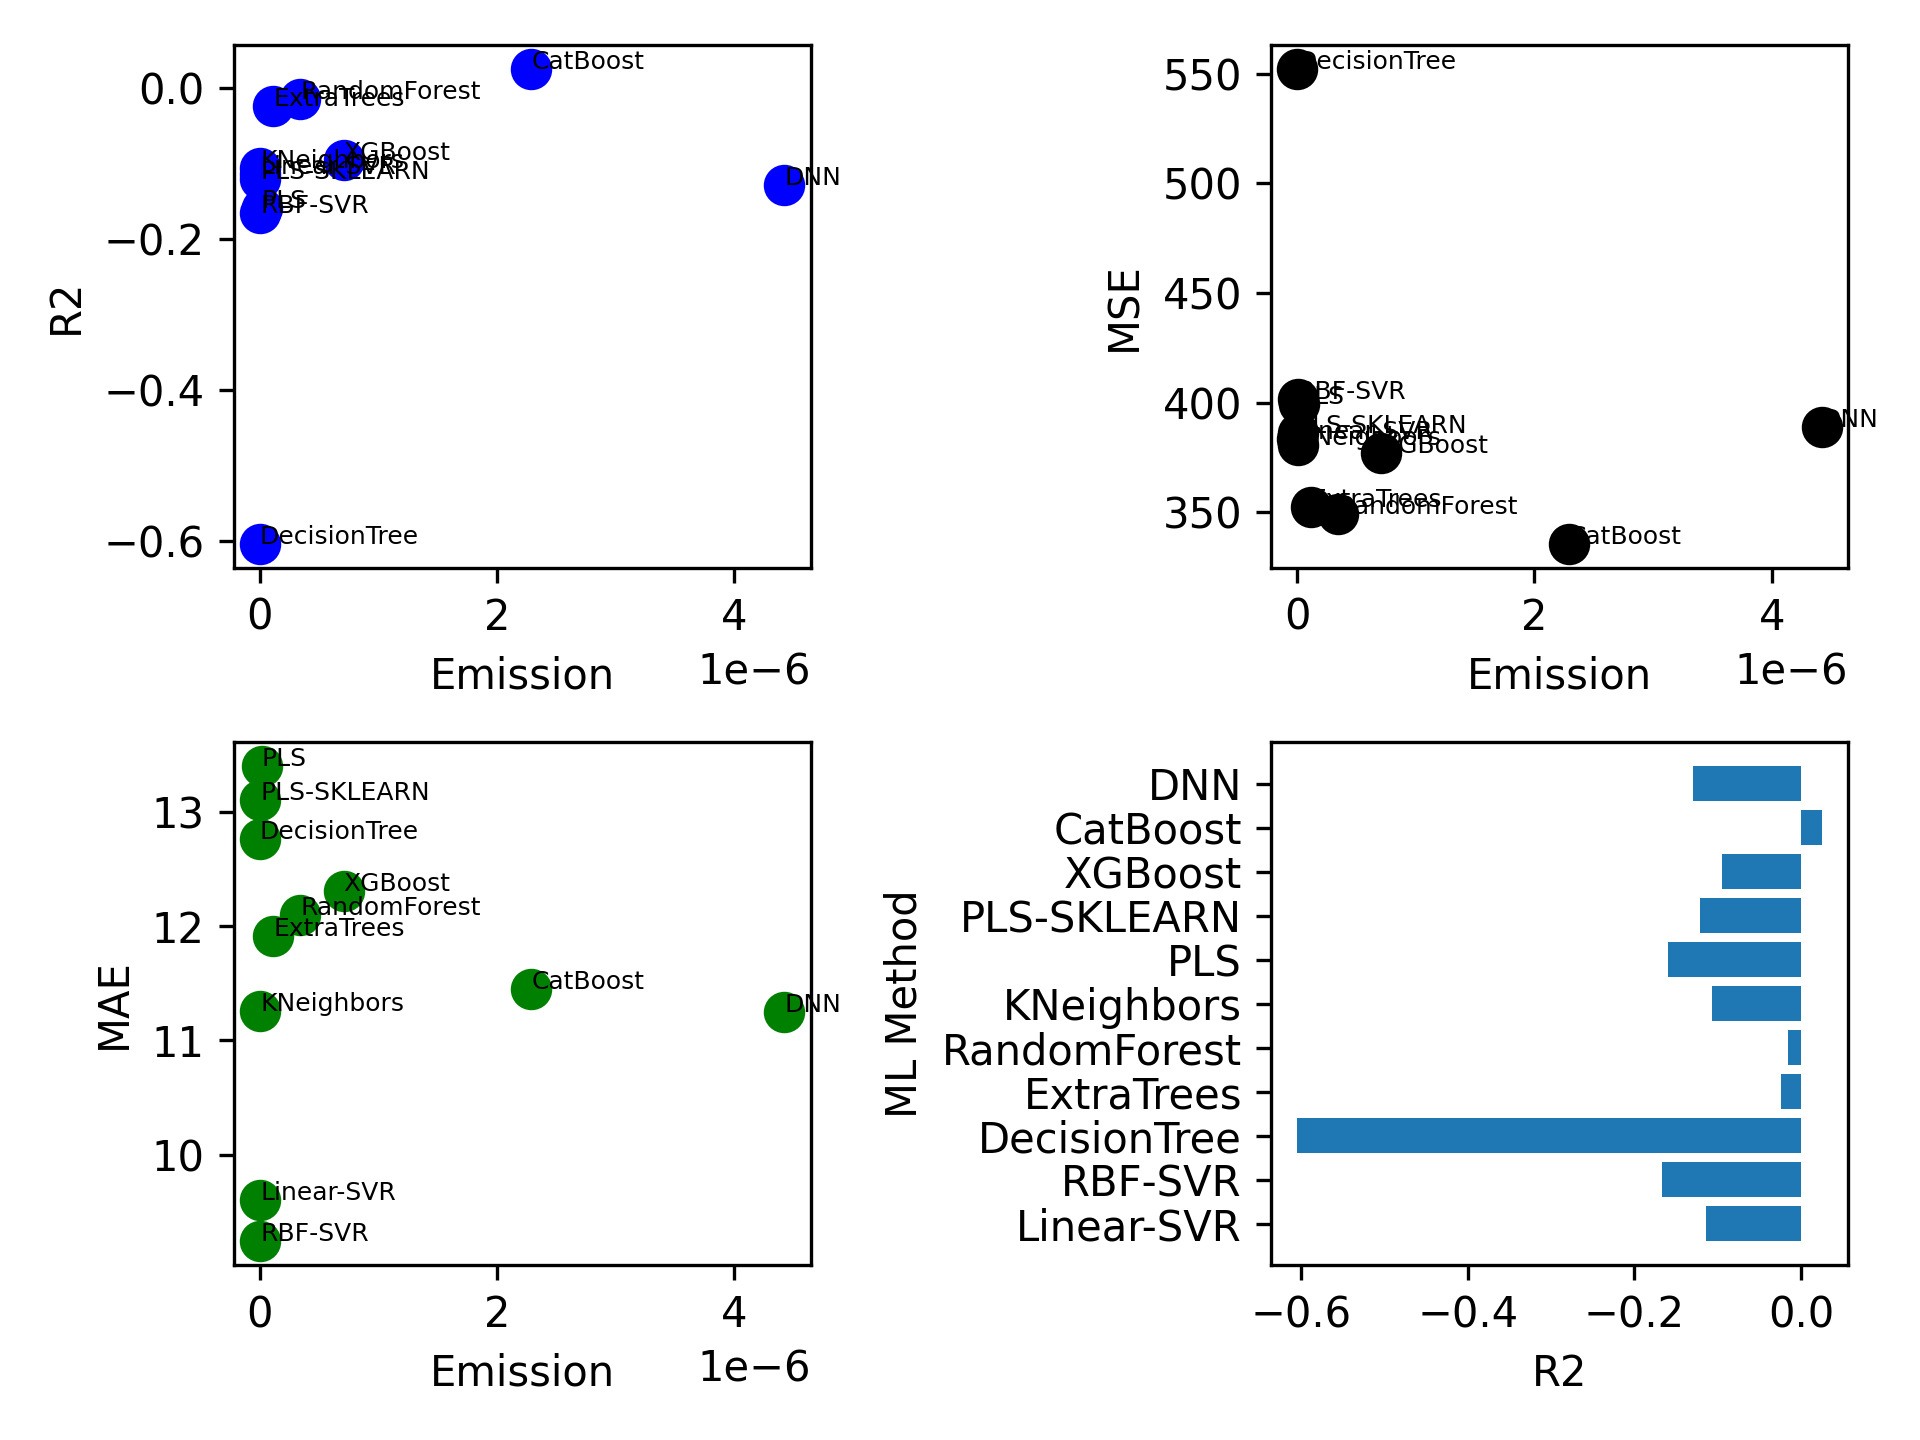 0.0
−0.2
−0.4
−0.6
R2
CatBoost
RandomForest
ExtraTrees
XGBoost
KNeighbors
Linear-SVR
PLS-SKLEARN
DNN
PLS
RBF-SVR
DecisionTree
0 2 4
Emission 1e−6
550
500
450
400
350
MSE
DecisionTree
RBF-SVR
PLS
DNN
PLS-SKLEARN
Linear-SVR
KNeighbors
XGBoost
ExtraTrees
RandomForest
CatBoost
0 2 4
Emission 1e−6
13
12
11
10
MAE
PLS
PLS-SKLEARN
DecisionTree
XGBoost
RandomForest
ExtraTrees
CatBoost
KNeighbors
DNN
Linear-SVR
RBF-SVR
0 2 4
Emission 1e−6
ML Method
DNN
CatBoost
XGBoost
PLS-SKLEARN
PLS
KNeighbors
RandomForest
ExtraTrees
DecisionTree
RBF-SVR
Linear-SVR
−0.6 −0.4 −0.2 0.0
R2